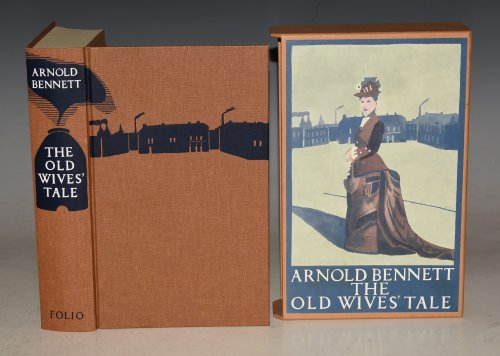 ARNOLD
BENNETT
THE
OLD
WIVES'
TALE
FOLIO
ARNOLD BENNETT
THE
OLD WIVES' TALE